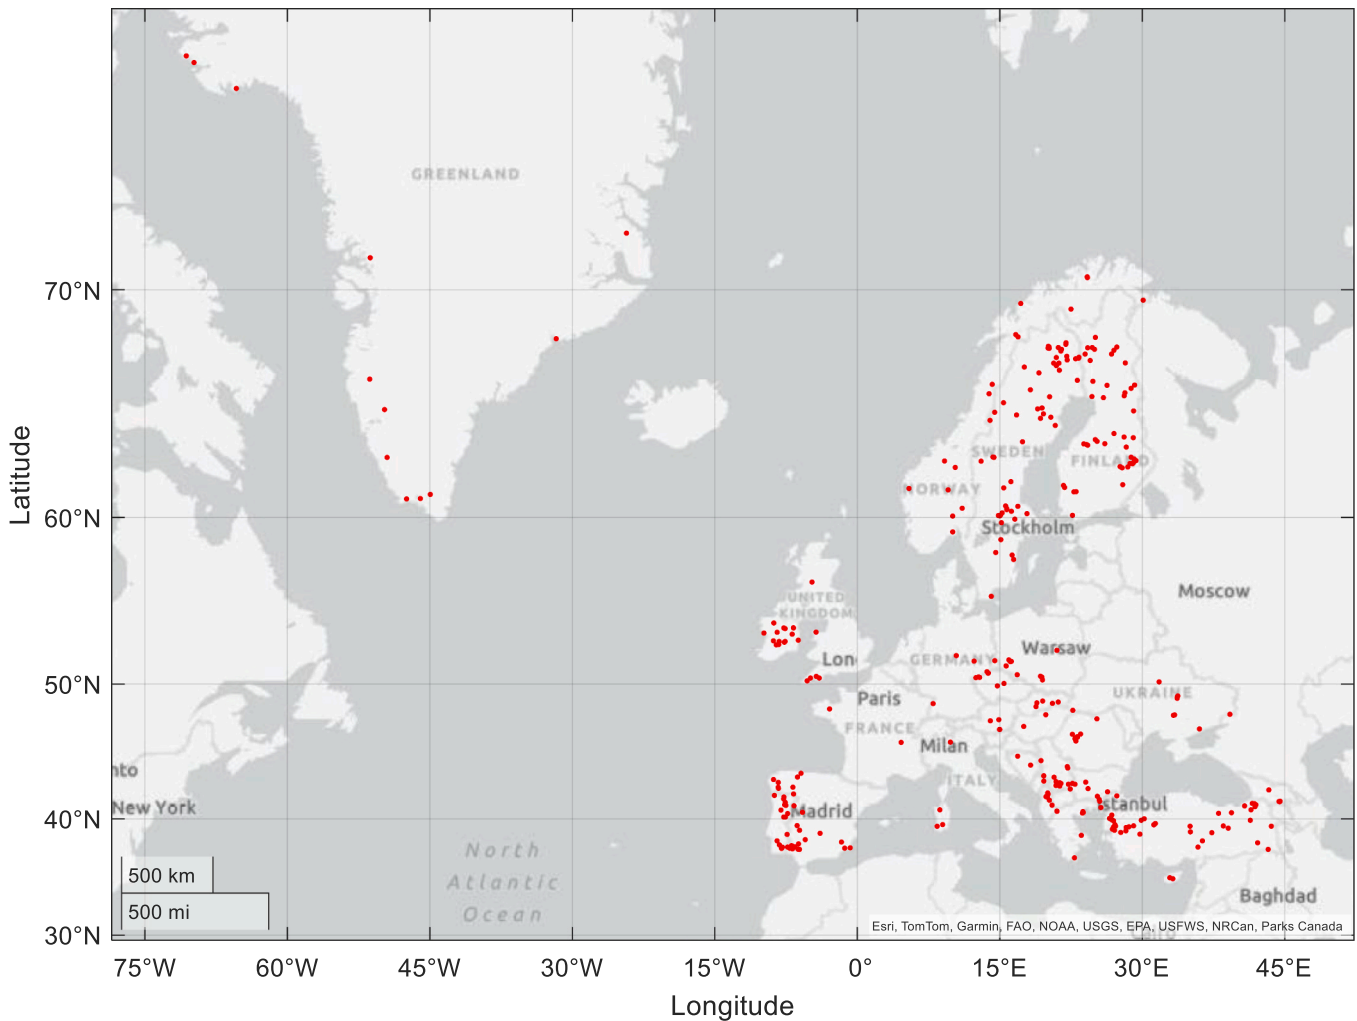 GREENLAND
70°N
SWEDEN
FINLAND
NORWAY
60°N
Stockholm
Latitude
Moscow
UNITED
KINGDOM
Warsaw
Lon
GERMANY
50°N
UKRAINE
Paris
FRANCE
Milan
nto
ITALY
New York
Istanbul
Madrid
40°N
North
Atlantic
Ocean
500 km
500 mi
Baghdad
Esri, TomTom, Garmin, FAO, NOAA, USGS, EPA, USFWS, NRCan, Parks Canada
30°N
75°W 60°W 45°W 30°W 15°W 0° 15°E 30°E 45°E
Longitude